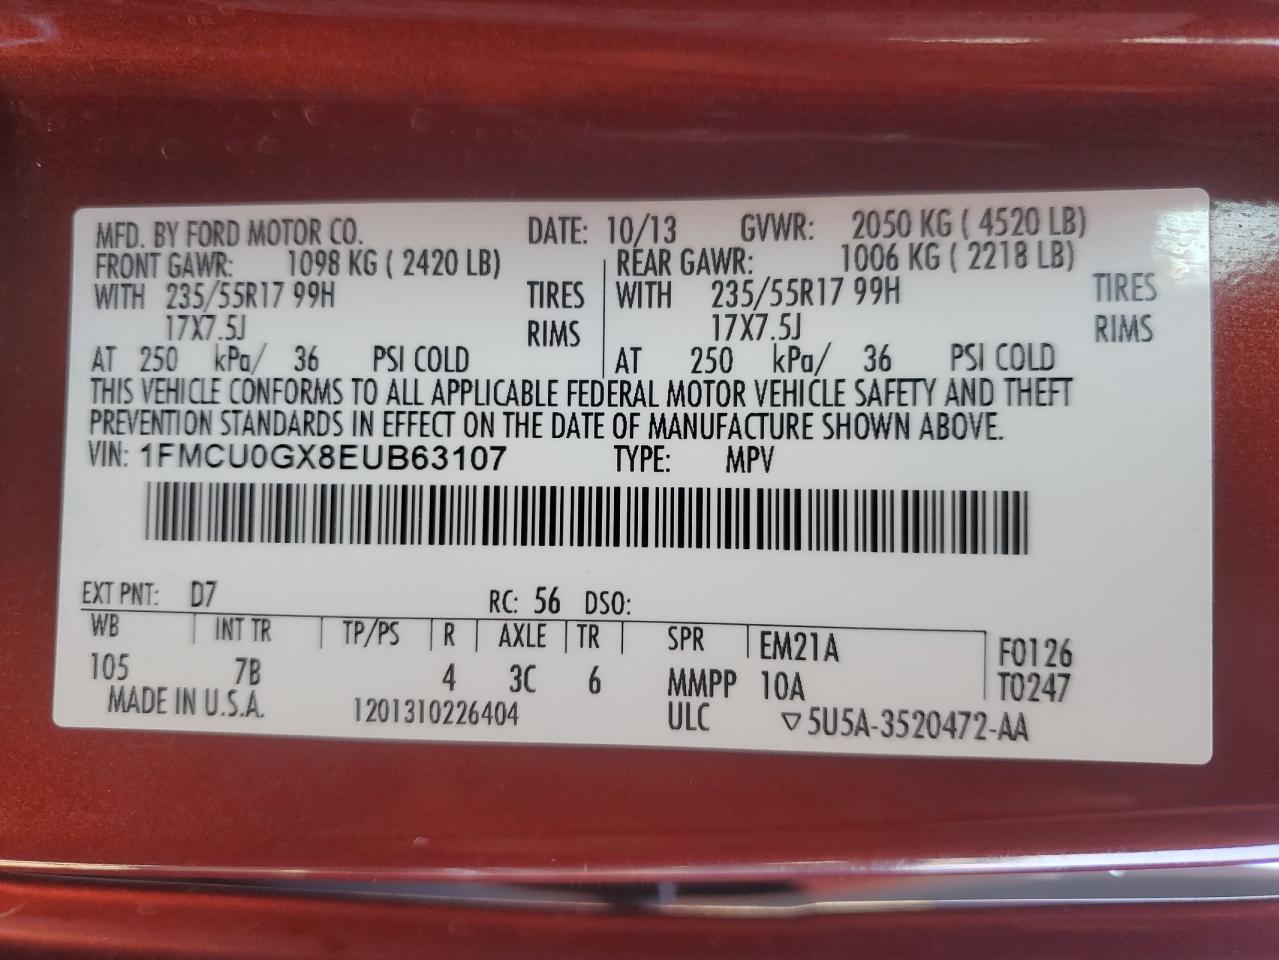 MFD. BY FORD MOTOR CO. DATE: 10/13 GVWR: 2050 KG ( 4520 LB)
FRONT GAWR: 1098 KG ( 2420 LB) REAR GAWR: 1006 KG ( 2218 LB)
WITH 235/55R17 99H TIRES WITH 235/55R17 99H TIRES
17X7.5J RIMS 17X7.5J RIMS
AT 250 kPa/ 36 PSI COLD AT 250 kPa/ 36 PSI COLD
THIS VEHICLE CONFORMS TO ALL APPLICABLE FEDERAL MOTOR VEHICLE SAFETY AND THEFT
PREVENTION STANDARDS IN EFFECT ON THE DATE OF MANUFACTURE SHOWN ABOVE.
VIN: 1FMCU0GX8EUB63107 TYPE: MPV
EXT PNT: D7 RC: 56 DSO:
WB INT TR TP/PS R AXLE TR SPR EM21A F0126
105 7B 4 3C 6 MMPP 10A T0247
MADE IN U.S.A. 1201310226404 ULC ▽5U5A-3520472-AA